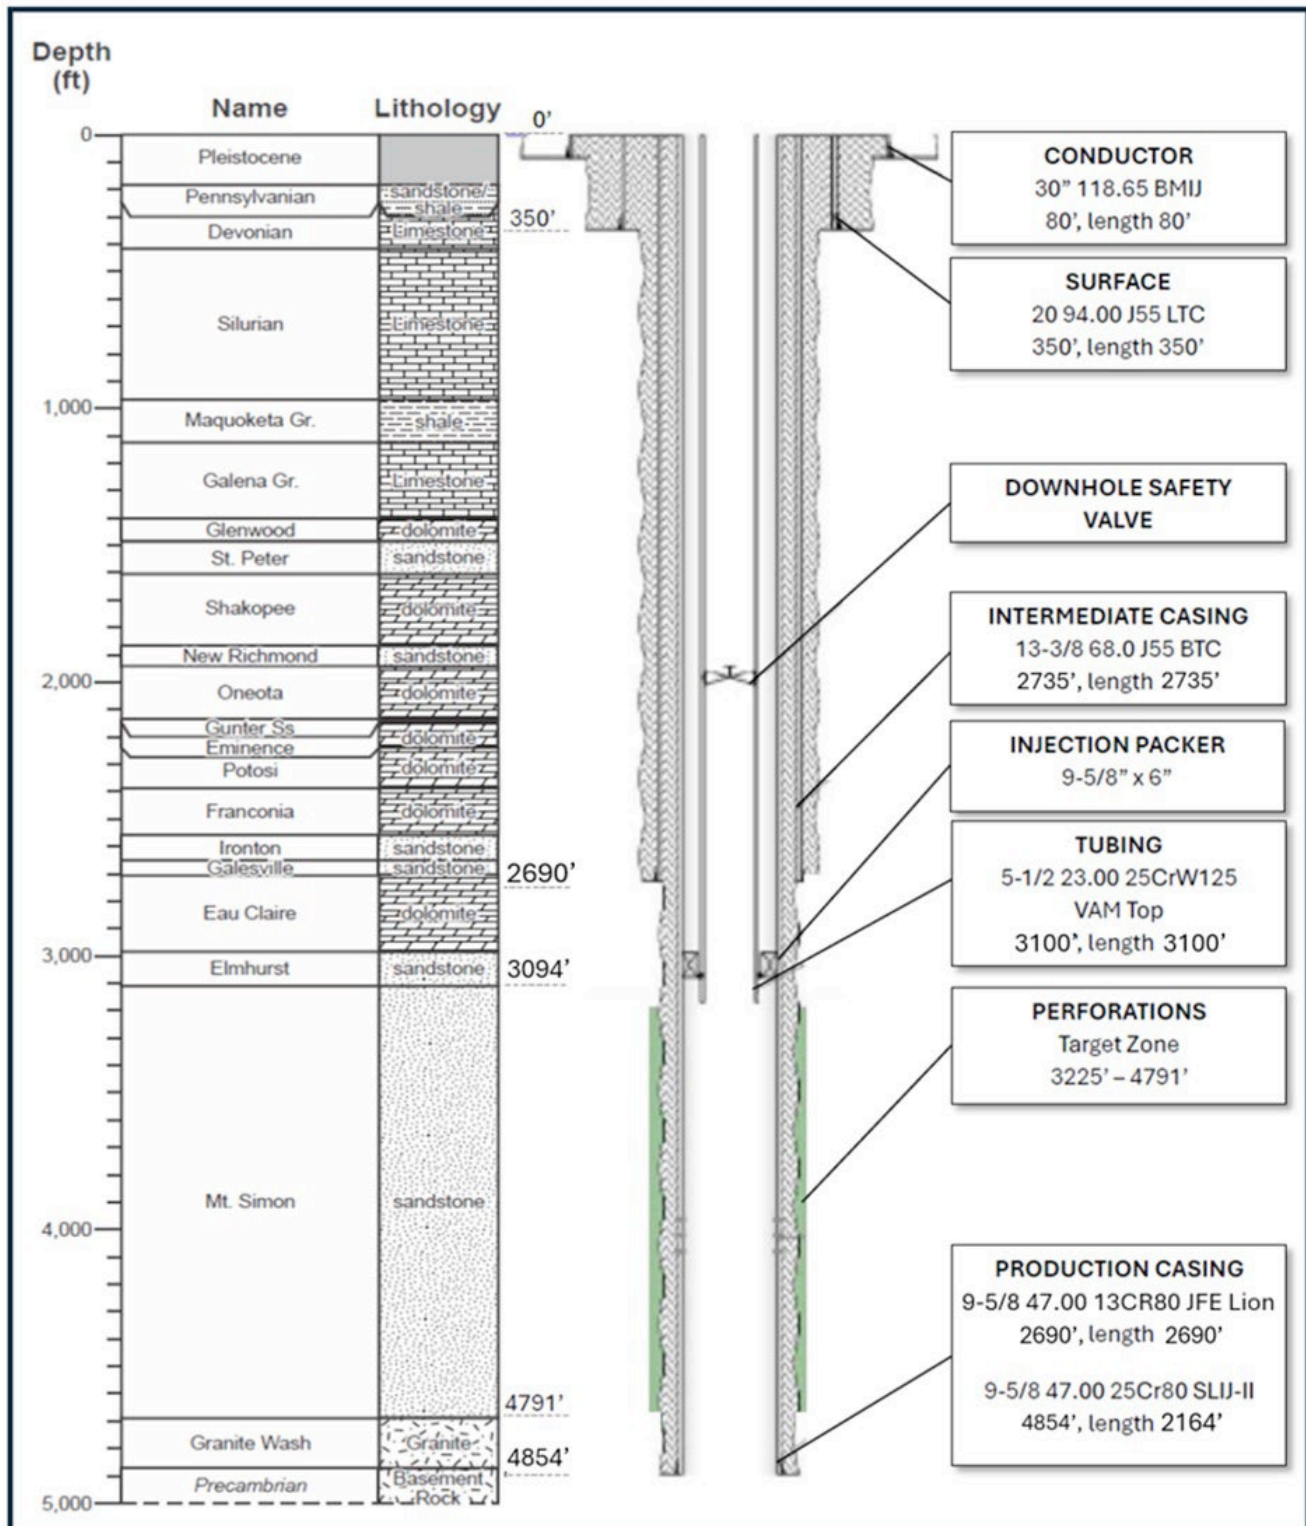 Depth
(ft)
Name
Lithology
0
Pleistocene
Pennsylvanian
sandstone/
shale
Devonian
Limestone
Silurian
Limestone
1,000
Maquoketa Gr.
shale
Galena Gr.
Limestone
Glenwood
dolomite
St. Peter
sandstone
Shakopee
dolomite
New Richmond
sandstone
2,000
Oneota
dolomite
Gunter Ss
Eminence
dolomite
Potosi
dolomite
Franconia
dolomite
Ironton
sandstone
Galesville
sandstone
Eau Claire
dolomite
3,000
Elmhurst
sandstone
Mt. Simon
sandstone
4,000
Granite Wash
Granite
Precambrian
Basement
Rock
5,000
0'
350'
2690'
3094'
4791'
4854'
CONDUCTOR
30" 118.65 BMIJ
80', length 80'
SURFACE
20 94.00 J55 LTC
350', length 350'
DOWNHOLE SAFETY
VALVE
INTERMEDIATE CASING
13-3/8 68.0 J55 BTC
2735', length 2735'
INJECTION PACKER
9-5/8" x 6"
TUBING
5-1/2 23.00 25CrW125
VAM Top
3100', length 3100'
PERFORATIONS
Target Zone
3225' – 4791'
PRODUCTION CASING
9-5/8 47.00 13CR80 JFE Lion
2690', length 2690'
9-5/8 47.00 25Cr80 SLIJ-II
4854', length 2164'